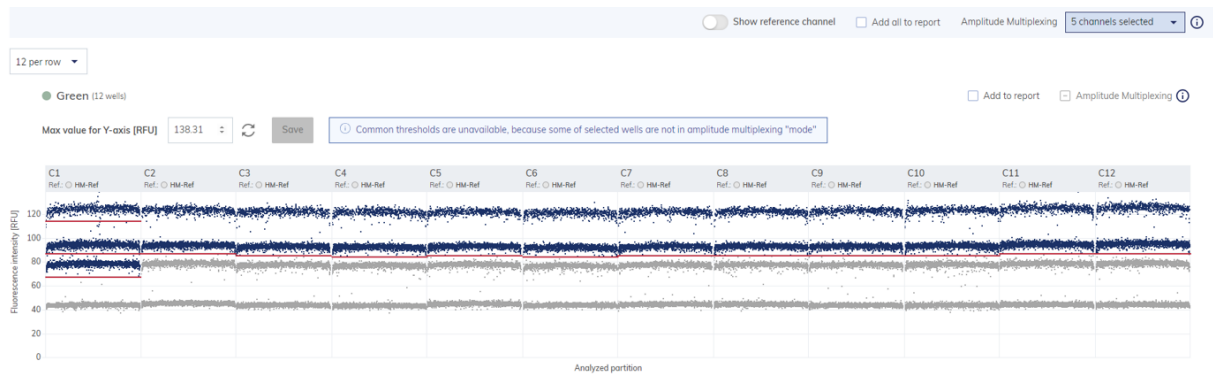 Show reference channel Add all to report Amplitude Multiplexing 5 channels selected
12 per row
Green (12 wells) Add to report Amplitude Multiplexing
Max value for Y-axis [RFU] 138.31 Save Common thresholds are unavailable, because some of selected wells are not in amplitude multiplexing "mode"
C1 C2 C3 C4 C5 C6 C7 C8 C9 C10 C11 C12
Ref.: HM-Ref Ref.: HM-Ref Ref.: HM-Ref Ref.: HM-Ref Ref.: HM-Ref Ref.: HM-Ref Ref.: HM-Ref Ref.: HM-Ref Ref.: HM-Ref Ref.: HM-Ref Ref.: HM-Ref Ref.: HM-Ref
Fluorescence intensity [RFU]
120
100
80
60
40
20
0
Analyzed partition